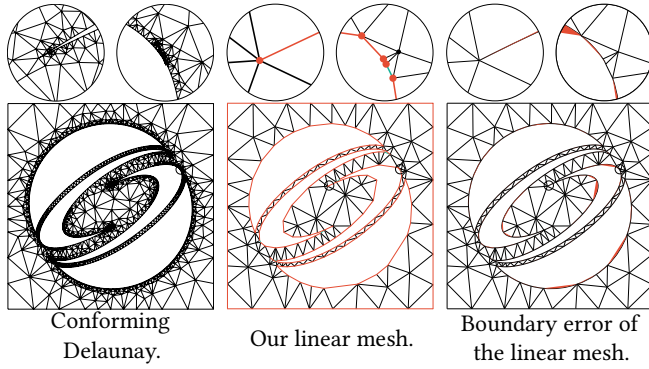 Conforming
Delaunay.
Our linear mesh.
Boundary error of
the linear mesh.